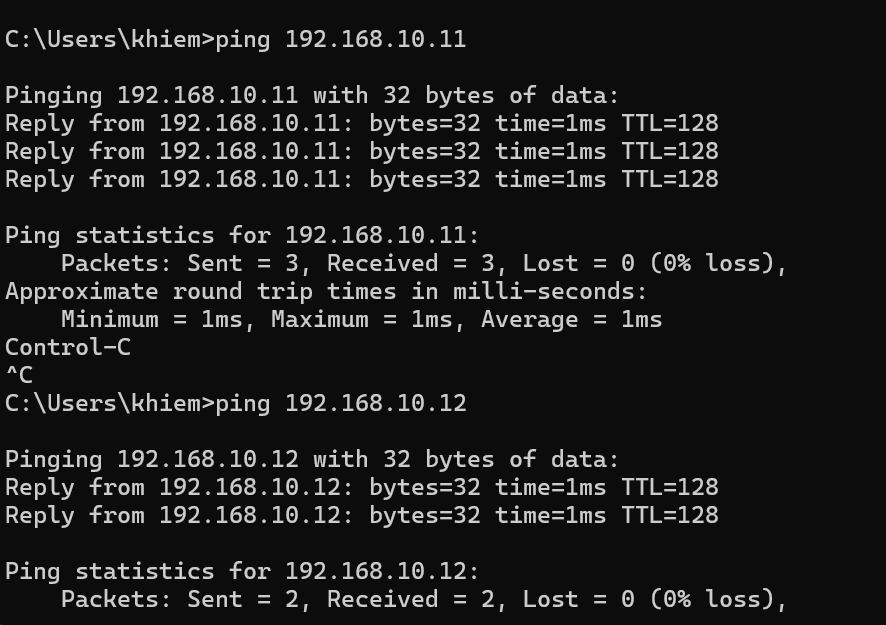 C:\Users\khiem>ping 192.168.10.11
Pinging 192.168.10.11 with 32 bytes of data:
Reply from 192.168.10.11: bytes=32 time=1ms TTL=128
Reply from 192.168.10.11: bytes=32 time=1ms TTL=128
Reply from 192.168.10.11: bytes=32 time=1ms TTL=128
Ping statistics for 192.168.10.11:
    Packets: Sent = 3, Received = 3, Lost = 0 (0% loss),
Approximate round trip times in milli-seconds:
    Minimum = 1ms, Maximum = 1ms, Average = 1ms
Control-C
^C
C:\Users\khiem>ping 192.168.10.12
Pinging 192.168.10.12 with 32 bytes of data:
Reply from 192.168.10.12: bytes=32 time=1ms TTL=128
Reply from 192.168.10.12: bytes=32 time=1ms TTL=128
Ping statistics for 192.168.10.12:
    Packets: Sent = 2, Received = 2, Lost = 0 (0% loss),